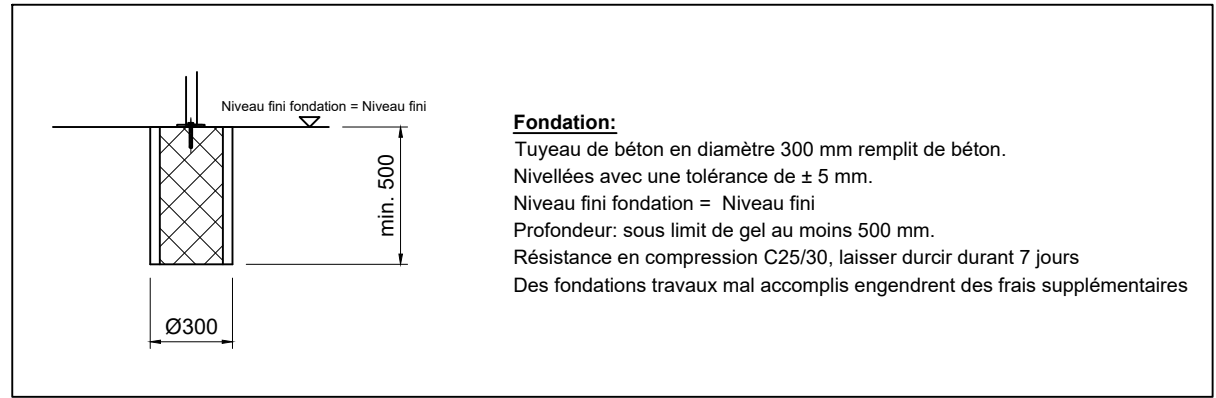 Niveau fini fondation = Niveau fini
min. 500
Ø300
Fondation:
Tuyeau de béton en diamètre 300 mm remplit de béton.
Nivellées avec une tolérance de ± 5 mm.
Niveau fini fondation = Niveau fini
Profondeur: sous limit de gel au moins 500 mm.
Résistance en compression C25/30, laisser durcir durant 7 jours
Des fondations travaux mal accomplis engendrent des frais supplémentaires